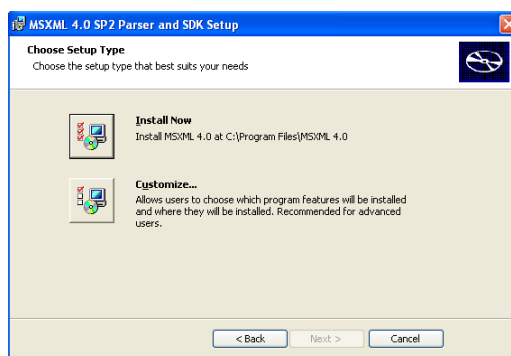 MSXML 4.0 SP2 Parser and SDK Setup
Choose Setup Type
Choose the setup type that best suits your needs
Install Now
Install MSXML 4.0 at C:\Program Files\MSXML 4.0
Customize...
Allows users to choose which program features will be installed
and where they will be installed. Recommended for advanced
users.
< Back Next > Cancel